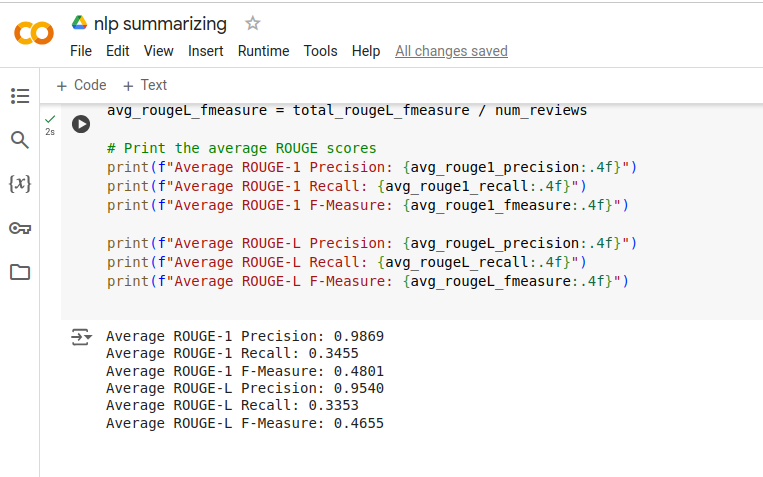 nlp summarizing
File Edit View Insert Runtime Tools Help All changes saved
+ Code + Text
avg_rougeL_fmeasure = total_rougeL_fmeasure / num_reviews
2s
# Print the average ROUGE scores
print(f"Average ROUGE-1 Precision: {avg_rouge1_precision:.4f}")
print(f"Average ROUGE-1 Recall: {avg_rouge1_recall:.4f}")
print(f"Average ROUGE-1 F-Measure: {avg_rouge1_fmeasure:.4f}")
{x}
print(f"Average ROUGE-L Precision: {avg_rougeL_precision:.4f}")
print(f"Average ROUGE-L Recall: {avg_rougeL_recall:.4f}")
print(f"Average ROUGE-L F-Measure: {avg_rougeL_fmeasure:.4f}")
Average ROUGE-1 Precision: 0.9869
Average ROUGE-1 Recall: 0.3455
Average ROUGE-1 F-Measure: 0.4801
Average ROUGE-L Precision: 0.9540
Average ROUGE-L Recall: 0.3353
Average ROUGE-L F-Measure: 0.4655